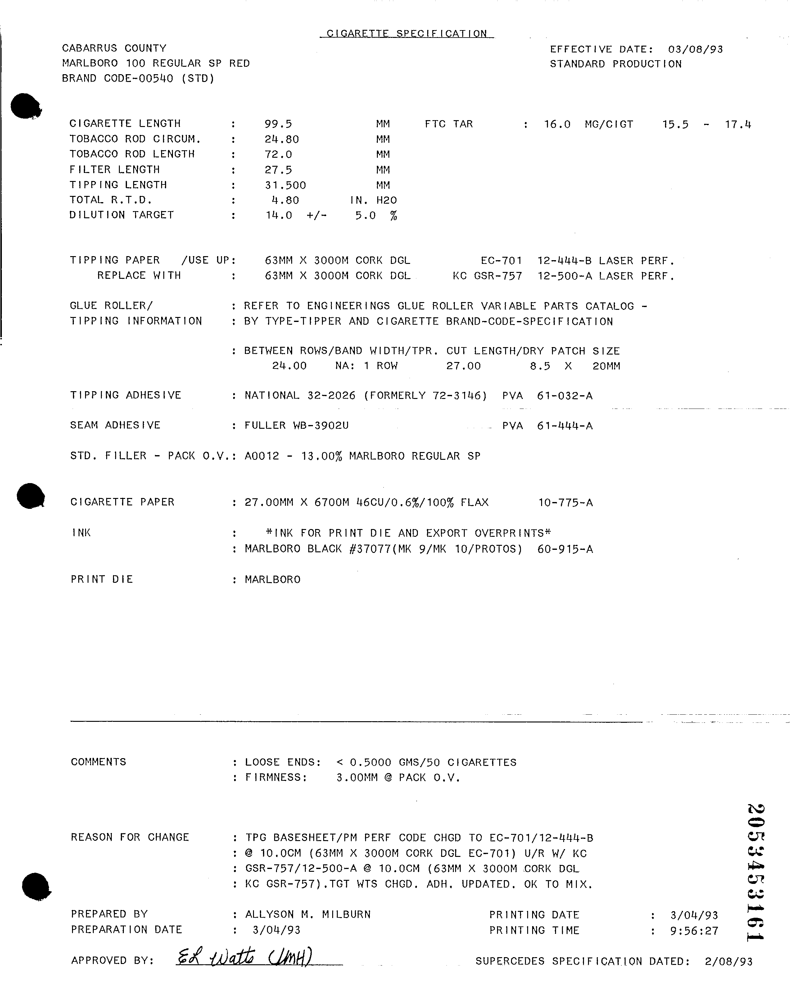 CIGARETTE SPECIFICATION
CABARRUS COUNTY EFFECTIVE DATE: 03/08/93
MARLBORO 100 REGULAR SP RED STANDARD PRODUCTION
BRAND CODE-00540 (STD)
CIGARETTE LENGTH : 99.5 MM FTC TAR : 16.0 MG/CIGT 15.5 - 17.4
TOBACCO ROD CIRCUM. : 24.80 MM
TOBACCO ROD LENGTH : 72.0 MM
FILTER LENGTH : 27.5 MM
TIPPING LENGTH : 31.500 MM
TOTAL R.T.D. : 4.80 IN. H2O
DILUTION TARGET : 14.0 +/- 5.0 %
TIPPING PAPER /USE UP: 63MM X 3000M CORK DGL EC-701 12-444-B LASER PERF.
REPLACE WITH : 63MM X 3000M CORK DGL KC GSR-757 12-500-A LASER PERF.
GLUE ROLLER/ : REFER TO ENGINEERINGS GLUE ROLLER VARIABLE PARTS CATALOG -
TIPPING INFORMATION : BY TYPE-TIPPER AND CIGARETTE BRAND-CODE-SPECIFICATION
: BETWEEN ROWS/BAND WIDTH/TPR. CUT LENGTH/DRY PATCH SIZE
24.00 NA: 1 ROW 27.00 8.5 X 20MM
TIPPING ADHESIVE : NATIONAL 32-2026 (FORMERLY 72-3146) PVA 61-032-A
SEAM ADHESIVE : FULLER WB-3902U PVA 61-444-A
STD. FILLER - PACK O.V.: A0012 - 13.00% MARLBORO REGULAR SP
CIGARETTE PAPER : 27.00MM X 6700M 46CU/0.6%/100% FLAX 10-775-A
INK : *INK FOR PRINT DIE AND EXPORT OVERPRINTS*
: MARLBORO BLACK #37077(MK 9/MK 10/PROTOS) 60-915-A
PRINT DIE : MARLBORO
COMMENTS : LOOSE ENDS: < 0.5000 GMS/50 CIGARETTES
: FIRMNESS: 3.00MM @ PACK O.V.
REASON FOR CHANGE : TPG BASESHEET/PM PERF CODE CHGD TO EC-701/12-444-B
: @ 10.0CM (63MM X 3000M CORK DGL EC-701) U/R W/ KC
: GSR-757/12-500-A @ 10.0CM (63MM X 3000M CORK DGL
: KC GSR-757).TGT WTS CHGD. ADH. UPDATED. OK TO MIX.
PREPARED BY : ALLYSON M. MILBURN PRINTING DATE : 3/04/93
PREPARATION DATE : 3/04/93 PRINTING TIME : 9:56:27
APPROVED BY: Ed Watts (JMH) SUPERCEDES SPECIFICATION DATED: 2/08/93
2053453161